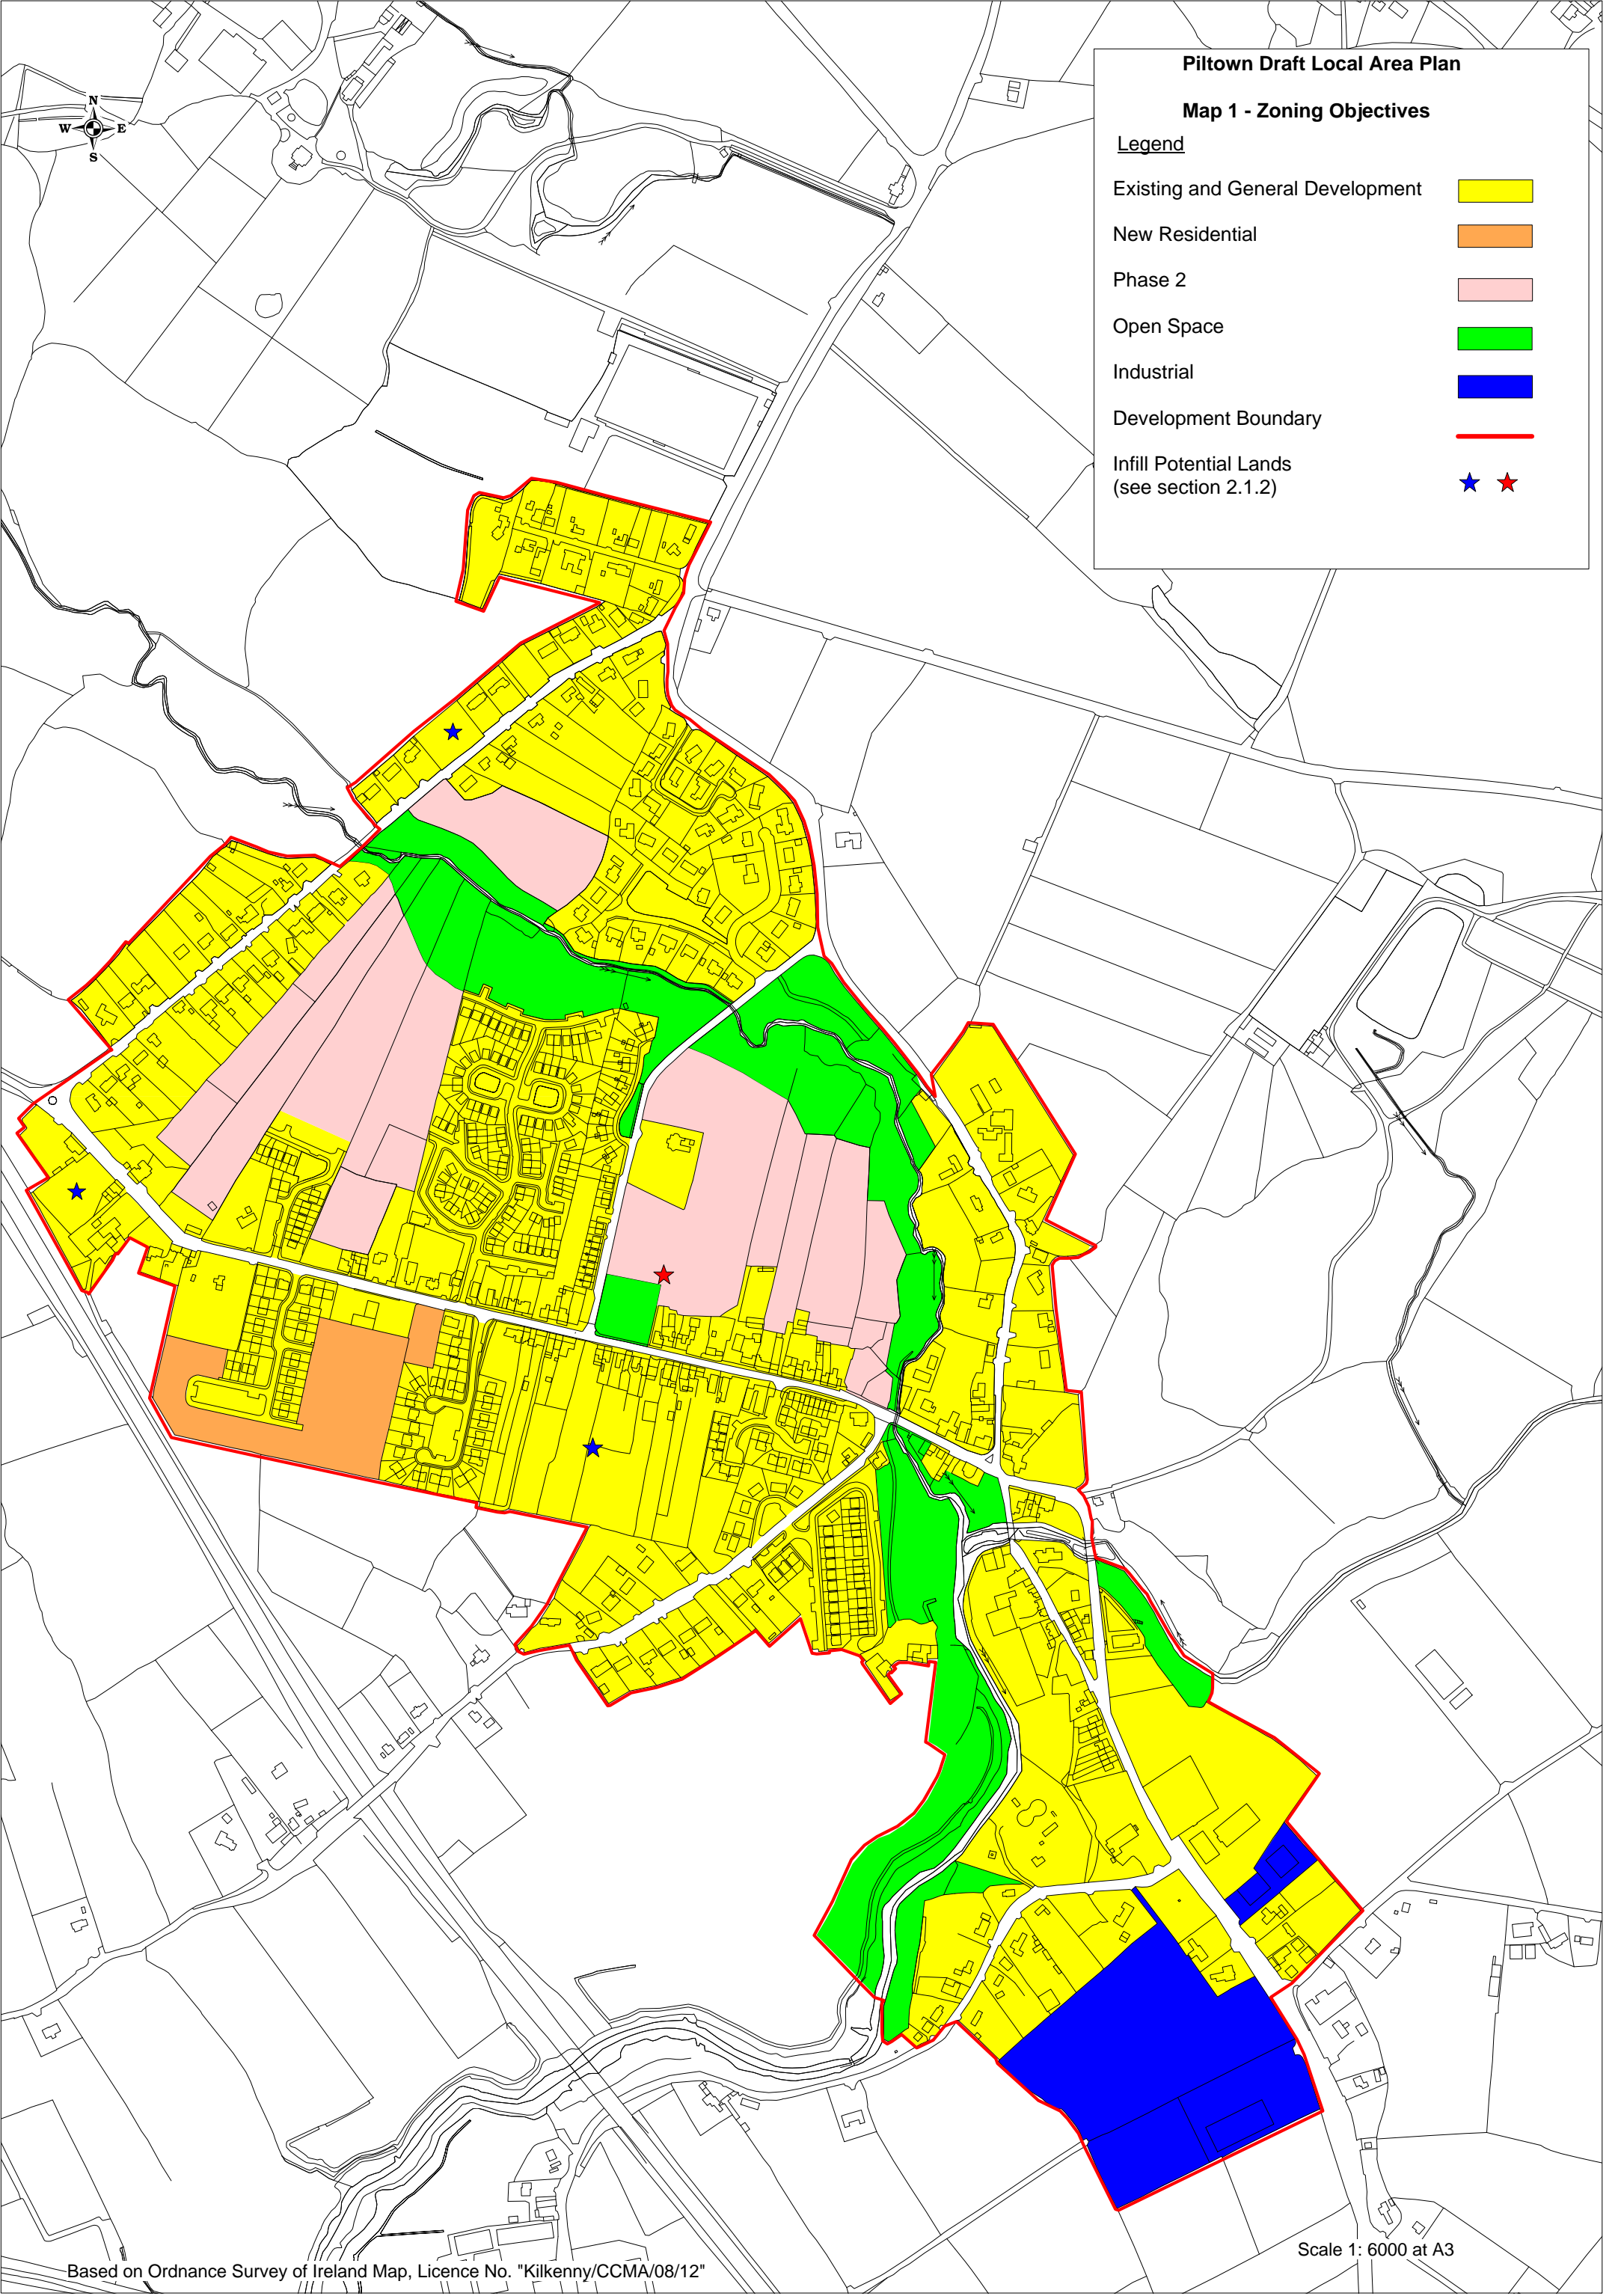 Piltown Draft Local Area Plan
Map 1 - Zoning Objectives
Legend
Existing and General Development
New Residential
Phase 2
Open Space
Industrial
Development Boundary
Infill Potential Lands
(see section 2.1.2)
N
W E
S
Scale 1: 6000 at A3
Based on Ordnance Survey of Ireland Map, Licence No. "Kilkenny/CCMA/08/12"